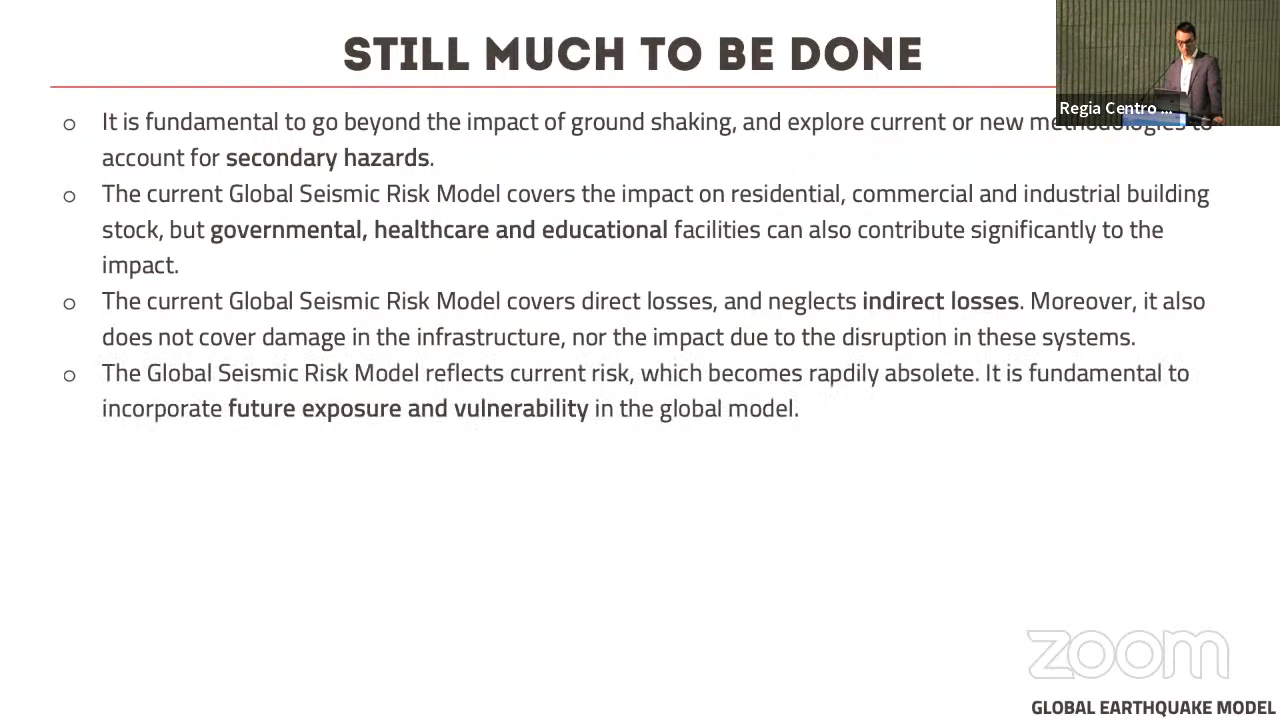 STILL MUCH TO BE DONE
Regia Centro ...
It is fundamental to go beyond the impact of ground shaking, and explore current or new methodologies to
account for secondary hazards.
The current Global Seismic Risk Model covers the impact on residential, commercial and industrial building
stock, but governmental, healthcare and educational facilities can also contribute significantly to the
impact.
The current Global Seismic Risk Model covers direct losses, and neglects indirect losses. Moreover, it also
does not cover damage in the infrastructure, nor the impact due to the disruption in these systems.
The Global Seismic Risk Model reflects current risk, which becomes rapdily absolete. It is fundamental to
incorporate future exposure and vulnerability in the global model.
zoom
GLOBAL EARTHQUAKE MODEL